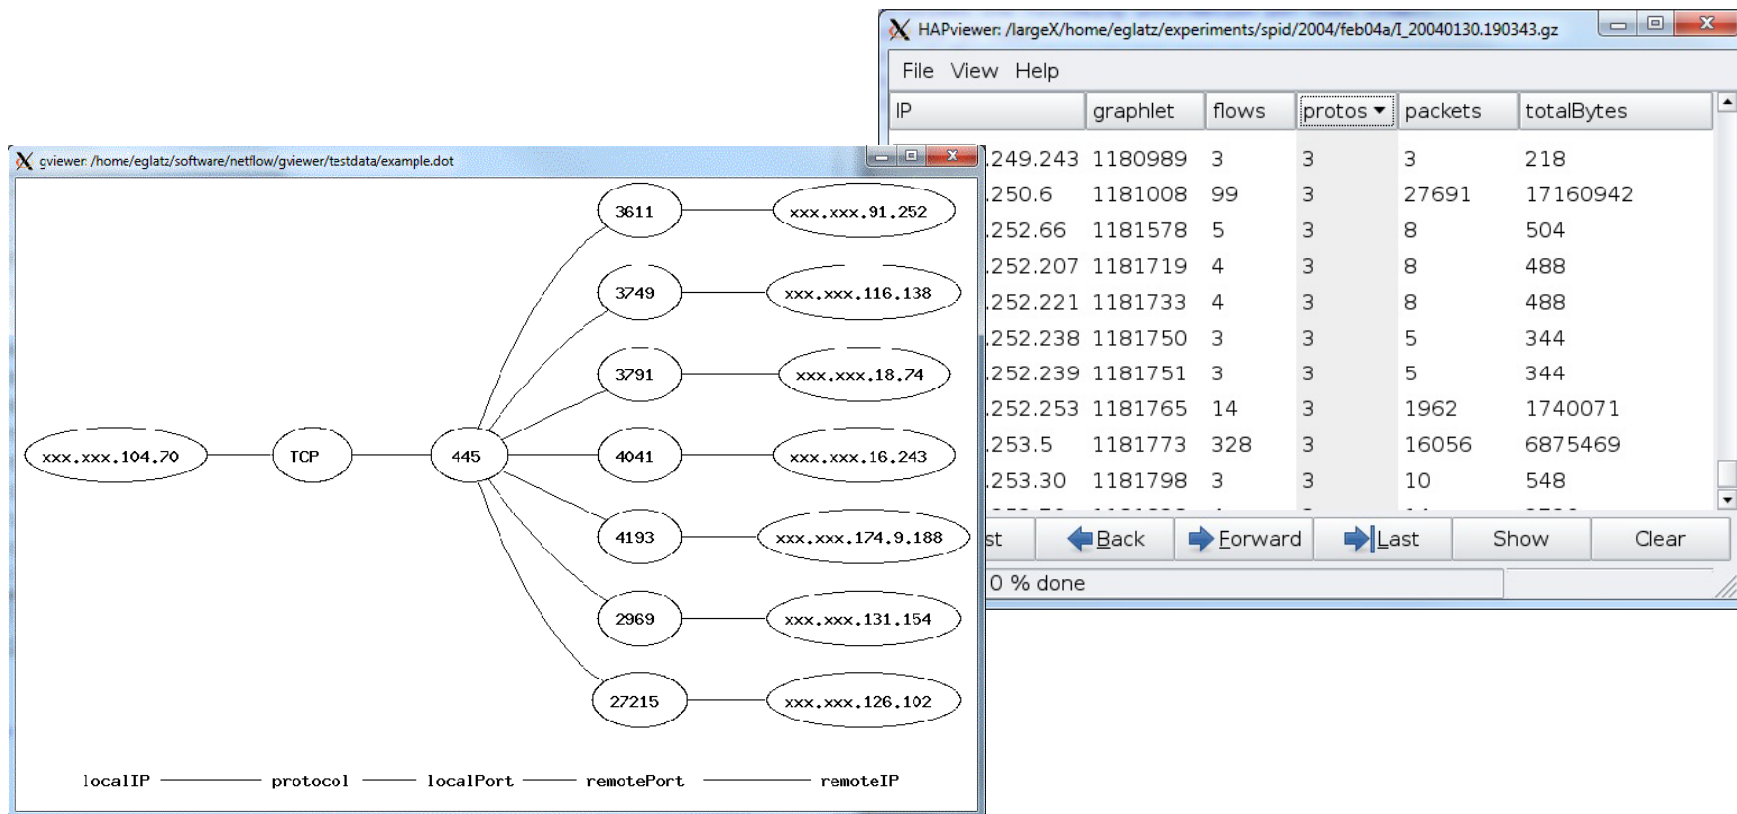 HAPviewer: /largeX/home/eglatz/experiments/spid/2004/feb04a/I_20040130.190343.gz
File View Help
IP graphlet flows protos packets totalBytes
.249.243 1180989 3 3 3 218
.250.6 1181008 99 3 27691 17160942
.252.66 1181578 5 3 8 504
.252.207 1181719 4 3 8 488
.252.221 1181733 4 3 8 488
.252.238 1181750 3 3 5 344
.252.239 1181751 3 3 5 344
.252.253 1181765 14 3 1962 1740071
.253.5 1181773 328 3 16056 6875469
.253.30 1181798 3 3 10 548
st Back Forward Last Show Clear
0 % done
gviewer: /home/eglatz/software/netflow/gviewer/testdata/example.dot
3611 xxx.xxx.91.252
3749 xxx.xxx.116.138
3791 xxx.xxx.18.74
xxx.xxx.104.70 TCP 445 4041 xxx.xxx.16.243
4193 xxx.xxx.174.9.188
2969 xxx.xxx.131.154
27215 xxx.xxx.126.102
localIP protocol localPort remotePort remoteIP